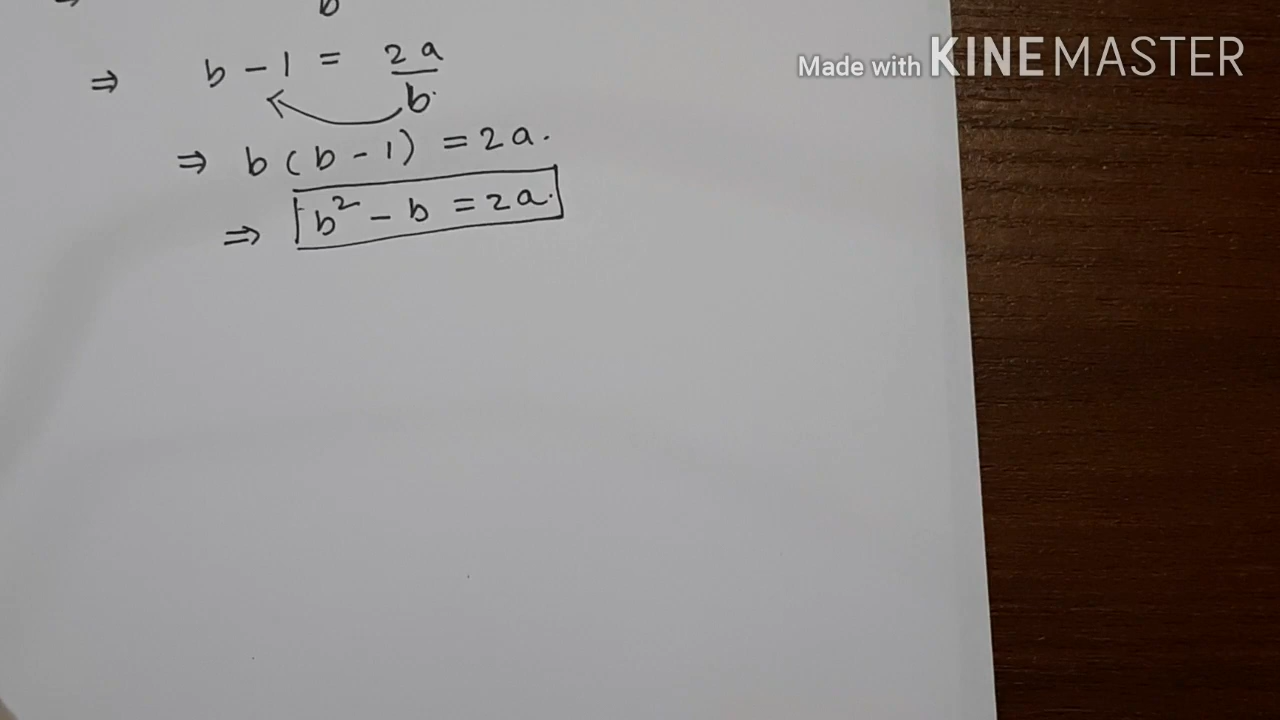 b
Made with KINEMASTER
⇒ b - 1 = 2a/b.
⇒ b(b - 1) = 2a.
⇒ b² - b = 2a.